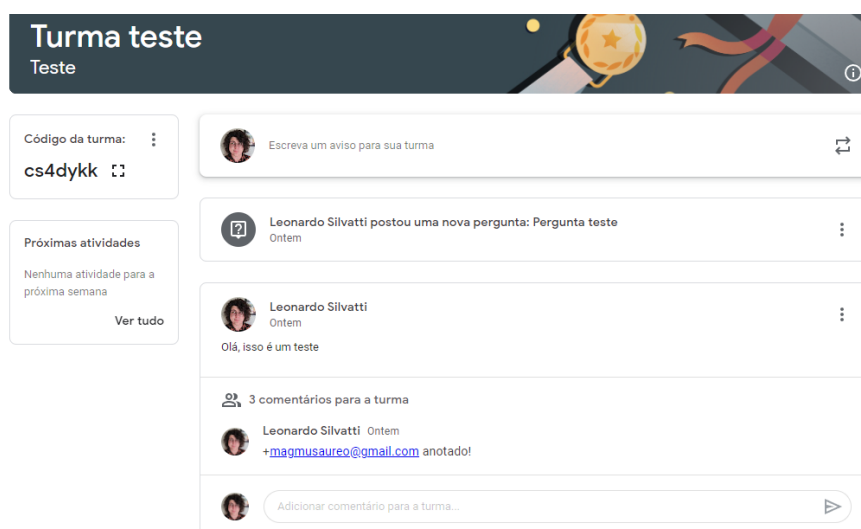 Turma teste
Teste
Código da turma:
cs4dykk
Próximas atividades
Nenhuma atividade para a
próxima semana
Ver tudo
Escreva um aviso para sua turma
Leonardo Silvatti postou uma nova pergunta: Pergunta teste
Ontem
Leonardo Silvatti
Ontem
Olá, isso é um teste
3 comentários para a turma
Leonardo Silvatti Ontem
+magmusaureo@gmail.com anotado!
Adicionar comentário para a turma...